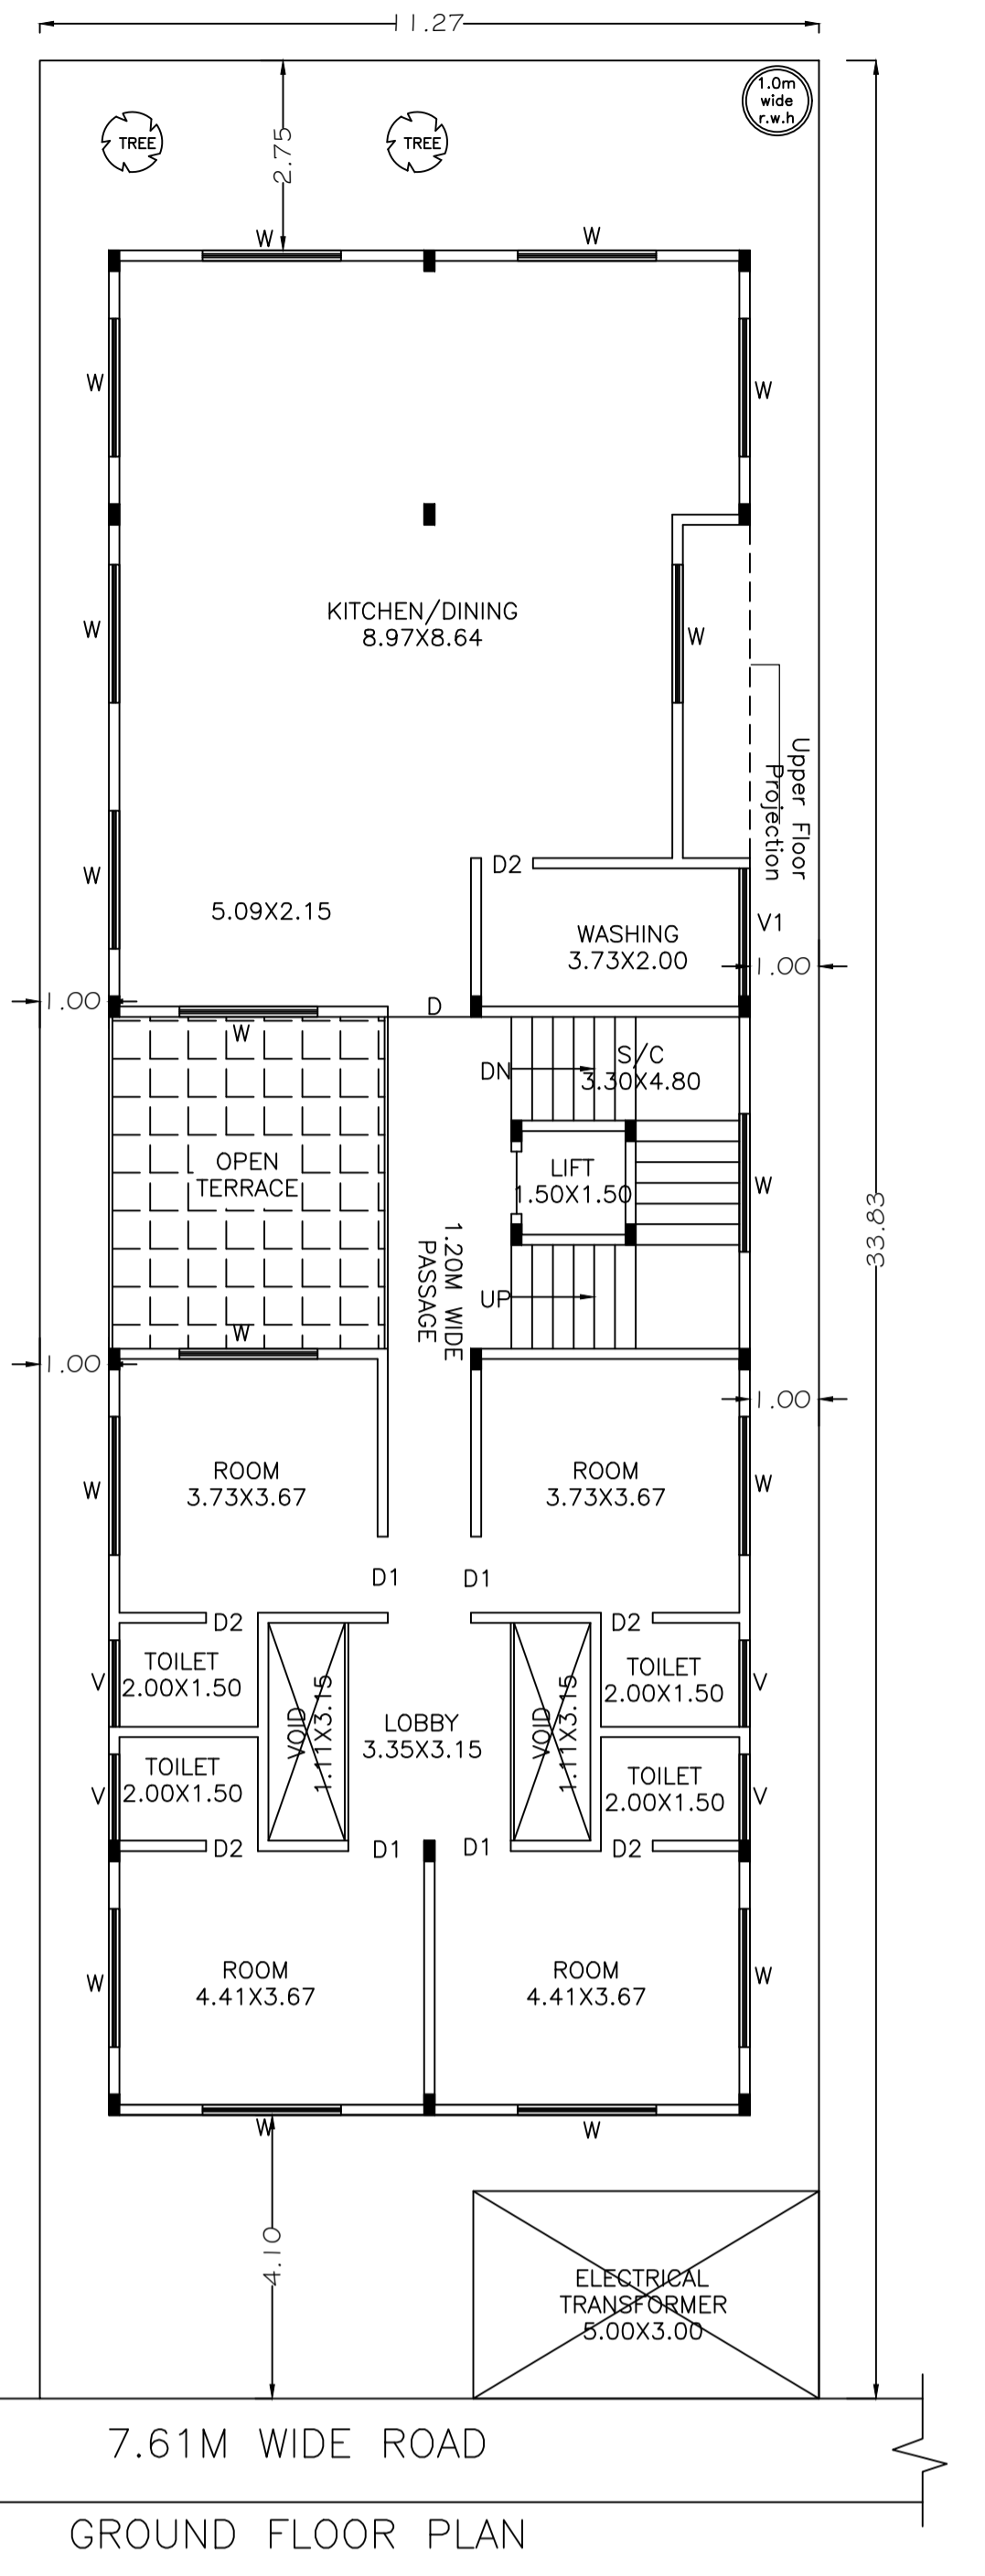 11.27
1.0m
wide
r.w.h
TREE
TREE
2.75
W
W
W
W
KITCHEN/DINING
8.97X8.64
W
W
Upper Floor
Projection
D2
W
5.09X2.15
WASHING
3.73X2.00
V1
1.00
1.00
D
W
S/C
3.30X4.80
DN
OPEN
TERRACE
LIFT
1.50X1.50
W
33.83
1.20M WIDE
PASSAGE
UP
W
1.00
1.00
ROOM
3.73X3.67
ROOM
3.73X3.67
W
W
D1
D1
D2
D2
TOILET
2.00X1.50
TOILET
2.00X1.50
V
V
VOID
1.11X3.15
LOBBY
3.35X3.15
VOID
1.11X3.15
TOILET
2.00X1.50
TOILET
2.00X1.50
V
V
D2
D1
D1
D2
ROOM
4.41X3.67
ROOM
4.41X3.67
W
W
W
W
4.10
ELECTRICAL
TRANSFORMER
5.00X3.00
7.61M WIDE ROAD
GROUND FLOOR PLAN